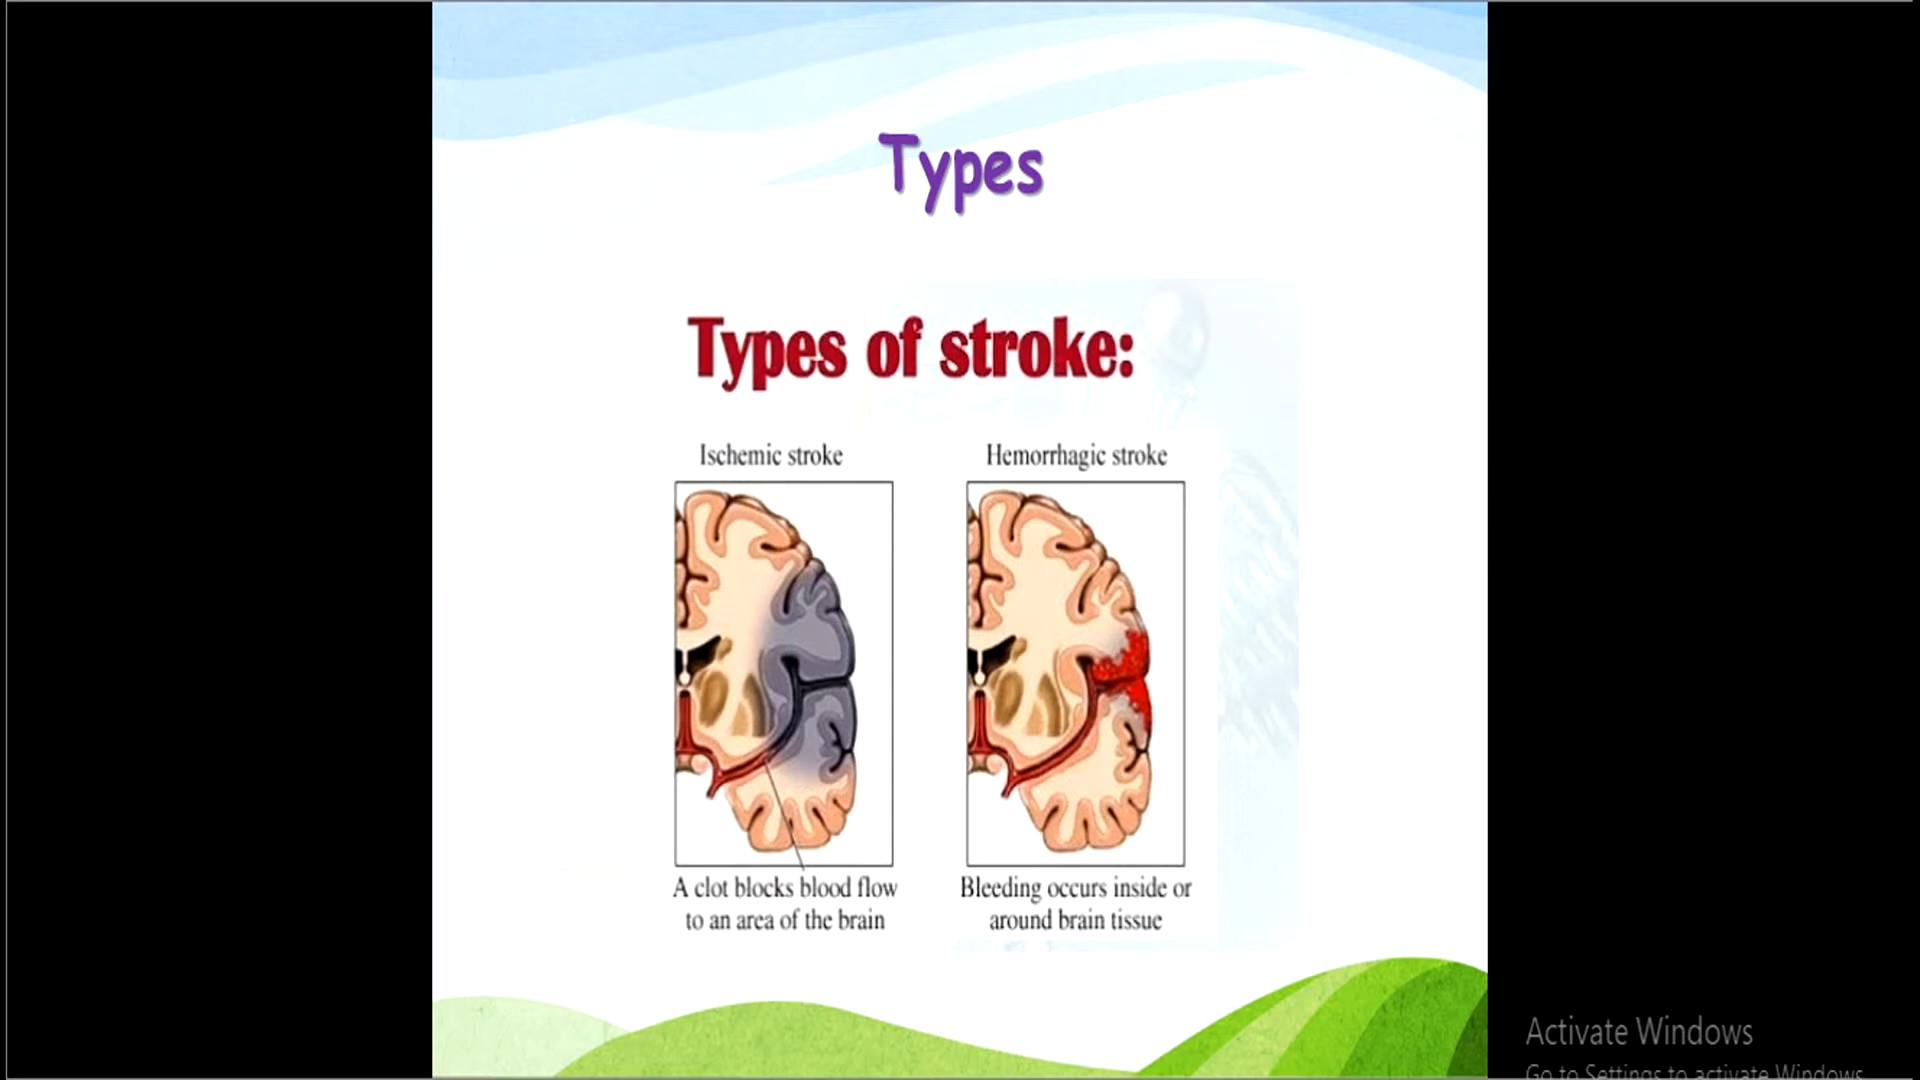 Types
Types of stroke:
Ischemic stroke
Hemorrhagic stroke
A clot blocks blood flow
to an area of the brain
Bleeding occurs inside or
around brain tissue
Activate Windows
Go to Settings to activate Windows.